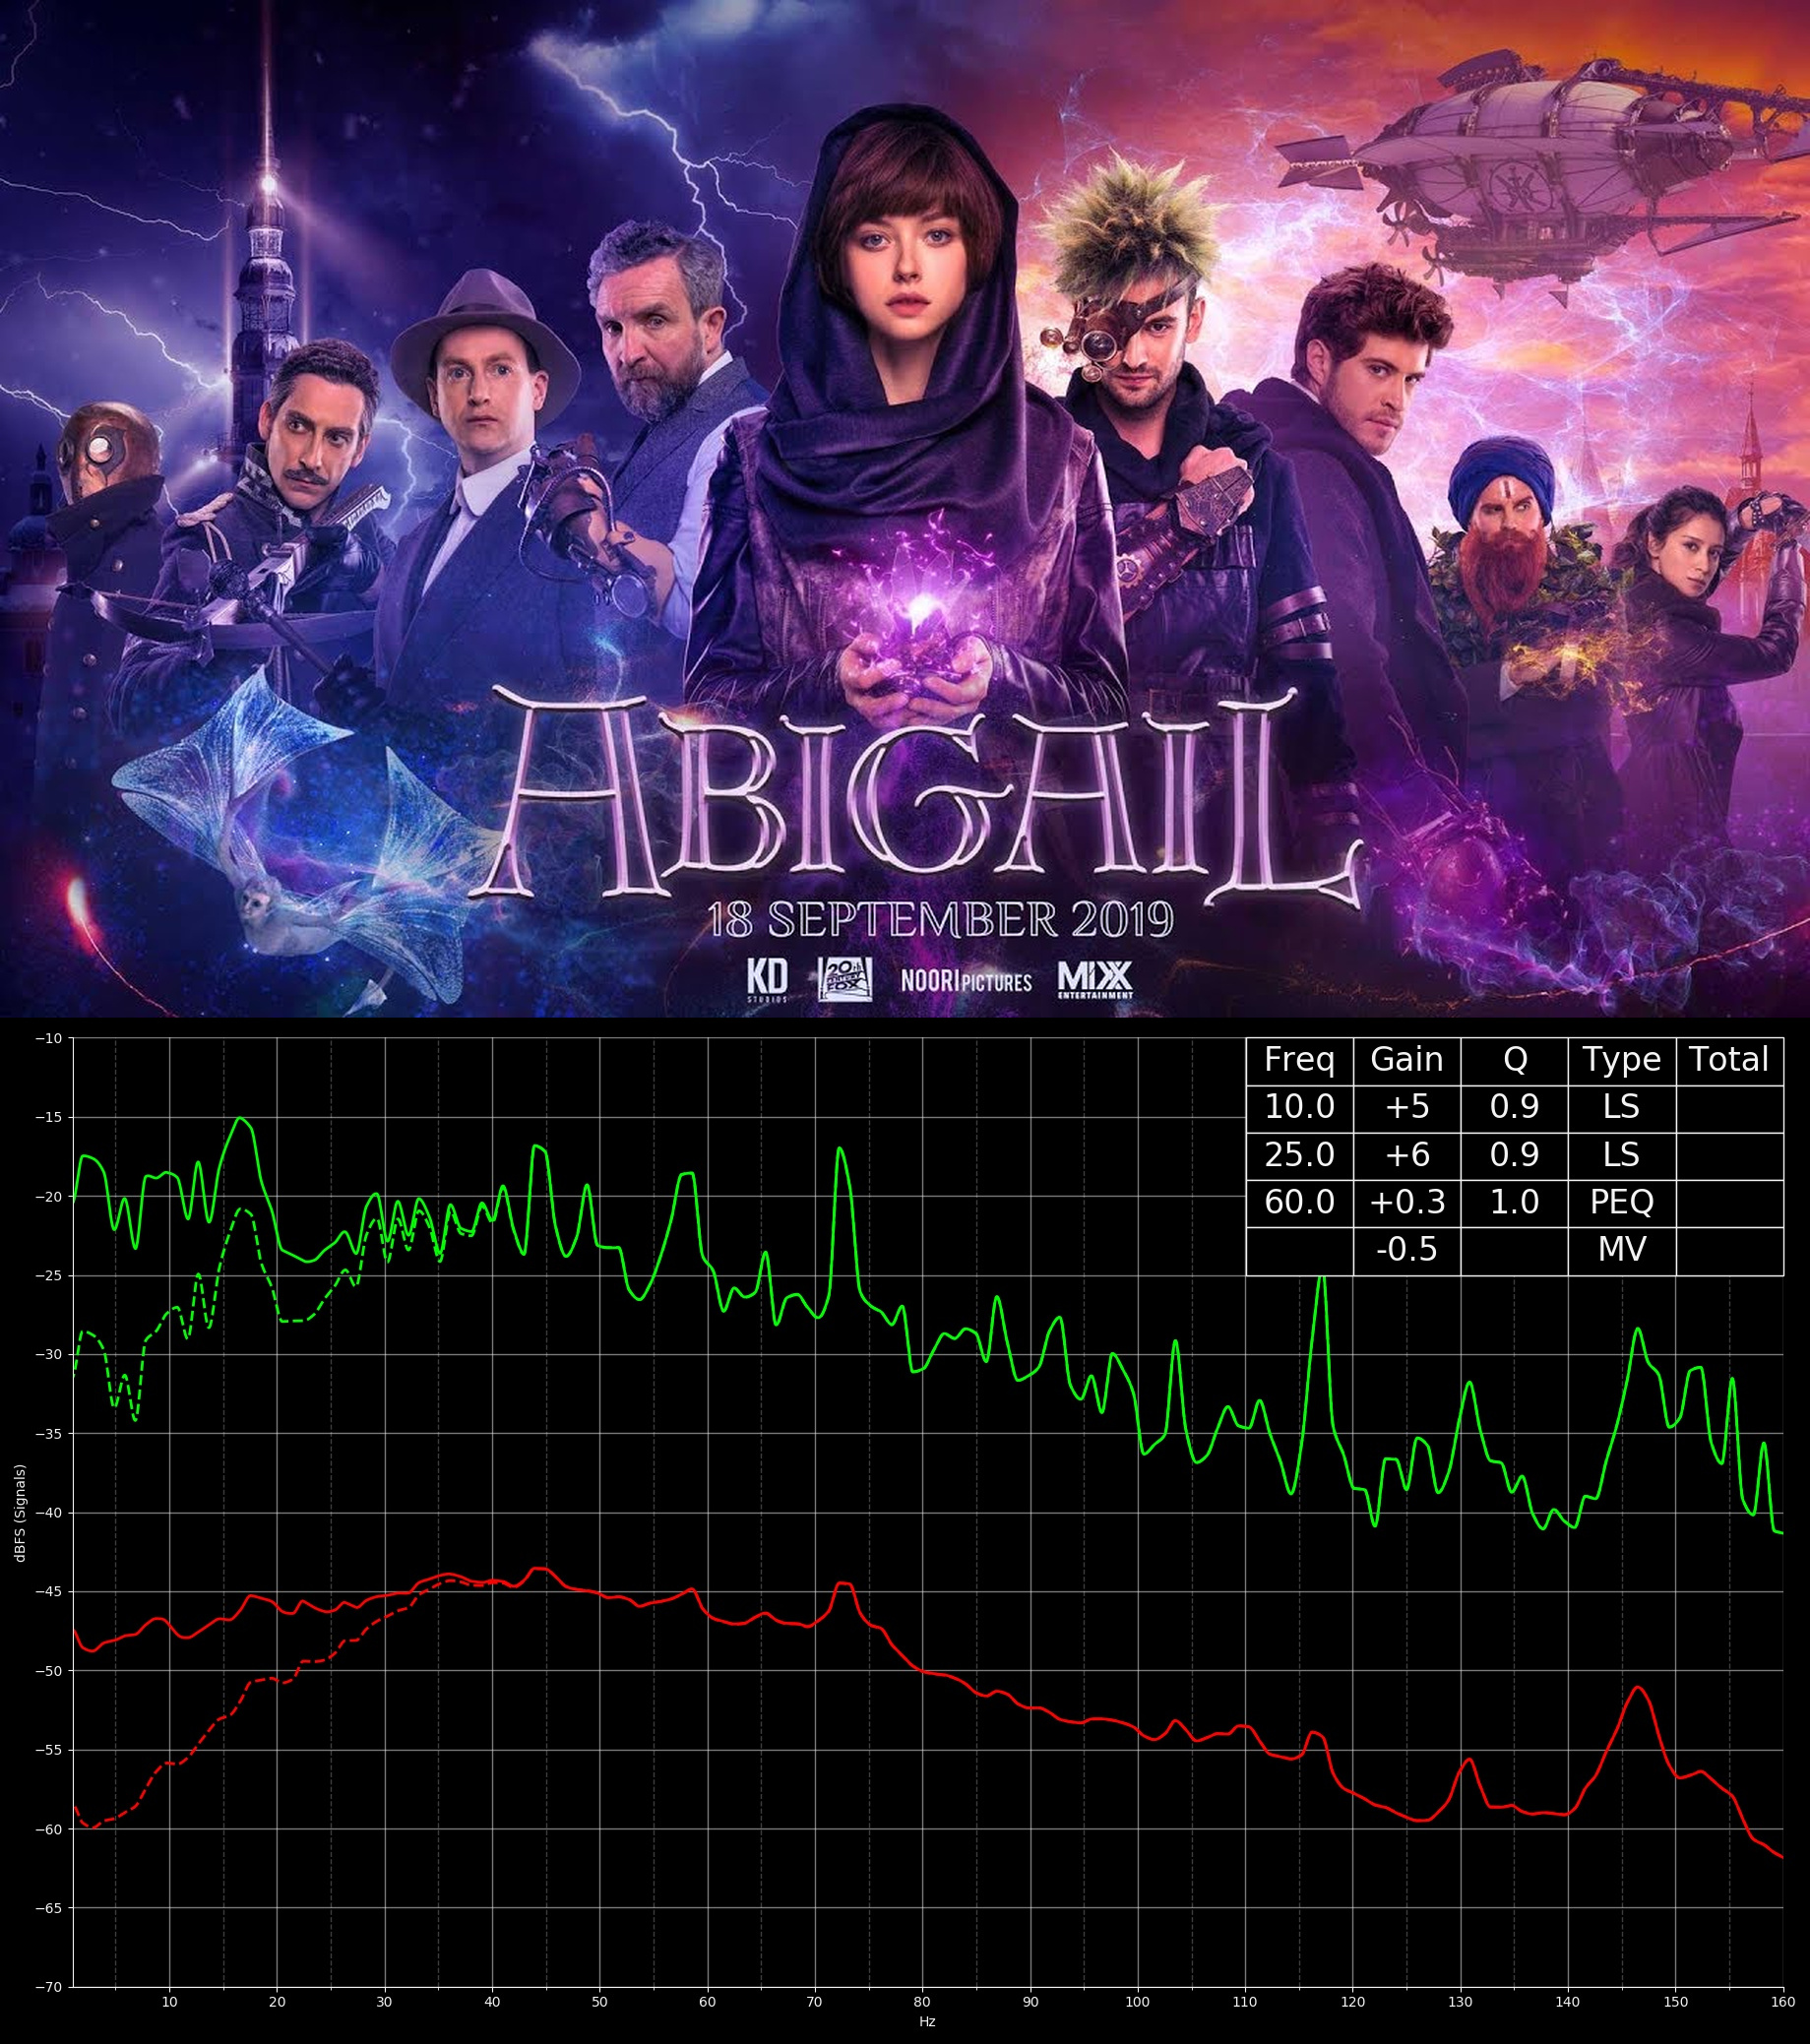 ABIGAIL
18 SEPTEMBER 2019
KD STUDIOS 20th CENTURY FOX NOORI PICTURES MIXX ENTERTAINMENT
Freq Gain Q Type Total
10.0 +5 0.9 LS
25.0 +6 0.9 LS
60.0 +0.3 1.0 PEQ
-0.5 MV
−10
−15
−20
−25
−30
−35
−40
−45
−50
−55
−60
−65
−70
dBFS (Signals)
10 20 30 40 50 60 70 80 90 100 110 120 130 140 150 160
Hz